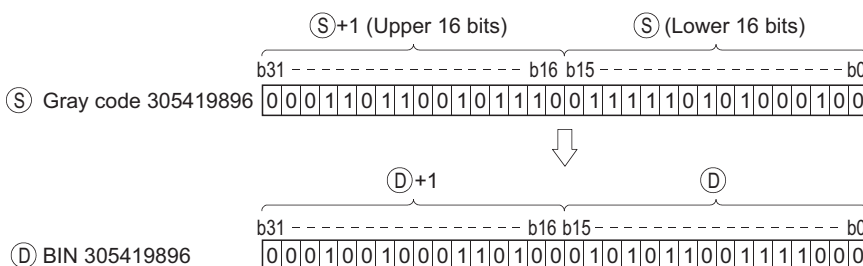 Ⓢ+1 (Upper 16 bits) Ⓢ (Lower 16 bits)
b31 b16 b15 b0
Ⓢ Gray code 305419896 0 0 0 1 1 0 1 1 0 0 1 0 1 1 1 0 0 1 1 1 1 1 0 1 0 1 0 0 0 1 0 0
Ⓓ+1 Ⓓ
b31 b16 b15 b0
Ⓓ BIN 305419896 0 0 0 1 0 0 1 0 0 0 1 1 0 1 0 0 0 1 0 1 0 1 1 0 0 1 1 1 1 0 0 0